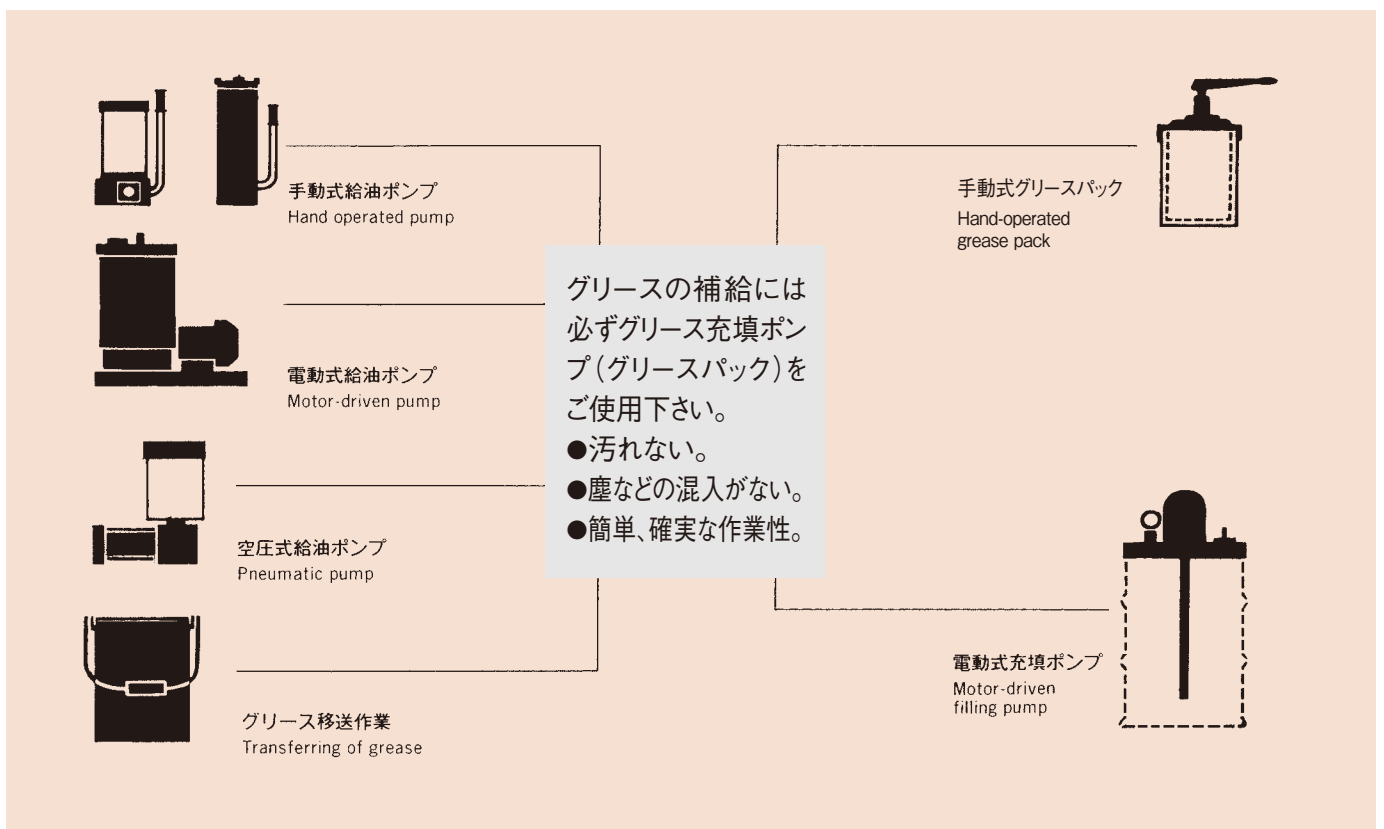 手動式給油ポンプ
Hand operated pump
電動式給油ポンプ
Motor-driven pump
空圧式給油ポンプ
Pneumatic pump
グリース移送作業
Transferring of grease
グリースの補給には
必ずグリース充填ポン
プ(グリースパック)を
ご使用下さい。
●汚れない。
●塵などの混入がない。
●簡単、確実な作業性。
手動式グリースパック
Hand-operated
grease pack
電動式充填ポンプ
Motor-driven
filling pump